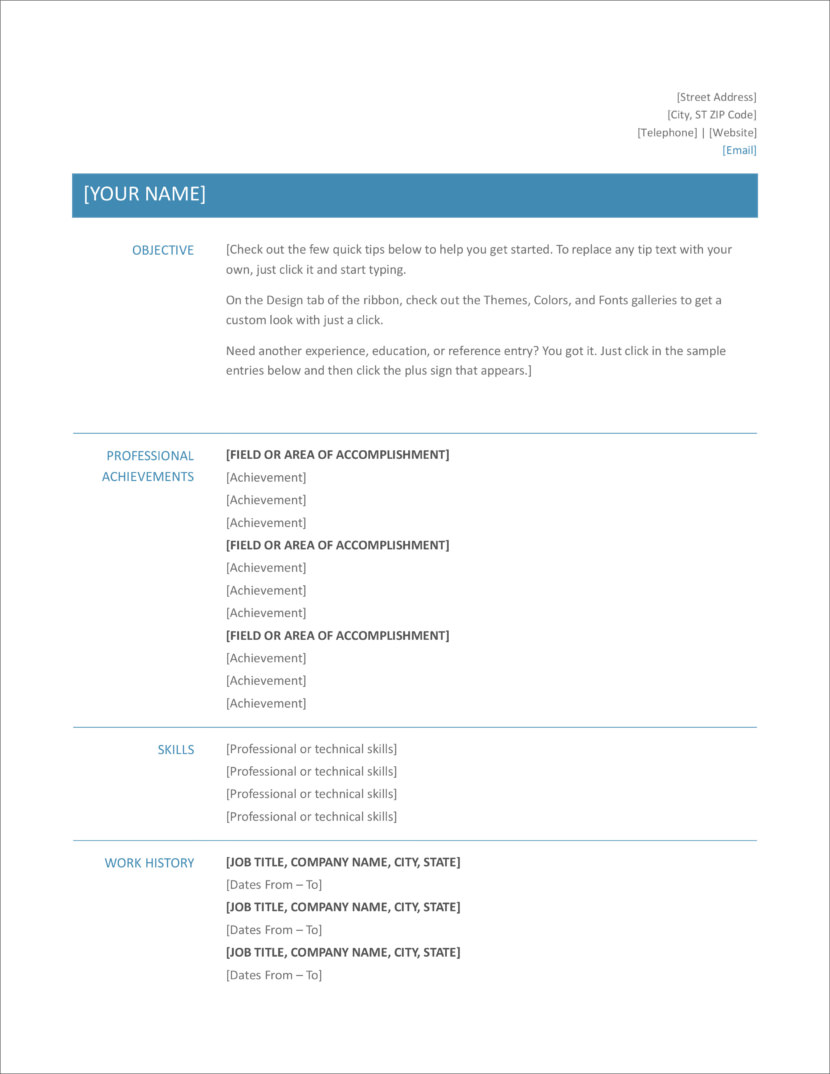 [Street Address]
[City, ST ZIP Code]
[Telephone] | [Website]
[Email]
[YOUR NAME]
OBJECTIVE
[Check out the few quick tips below to help you get started. To replace any tip text with your
own, just click it and start typing.
On the Design tab of the ribbon, check out the Themes, Colors, and Fonts galleries to get a
custom look with just a click.
Need another experience, education, or reference entry? You got it. Just click in the sample
entries below and then click the plus sign that appears.]
PROFESSIONAL
ACHIEVEMENTS
[FIELD OR AREA OF ACCOMPLISHMENT]
[Achievement]
[Achievement]
[Achievement]
[FIELD OR AREA OF ACCOMPLISHMENT]
[Achievement]
[Achievement]
[Achievement]
[FIELD OR AREA OF ACCOMPLISHMENT]
[Achievement]
[Achievement]
[Achievement]
SKILLS
[Professional or technical skills]
[Professional or technical skills]
[Professional or technical skills]
[Professional or technical skills]
WORK HISTORY
[JOB TITLE, COMPANY NAME, CITY, STATE]
[Dates From – To]
[JOB TITLE, COMPANY NAME, CITY, STATE]
[Dates From – To]
[JOB TITLE, COMPANY NAME, CITY, STATE]
[Dates From – To]